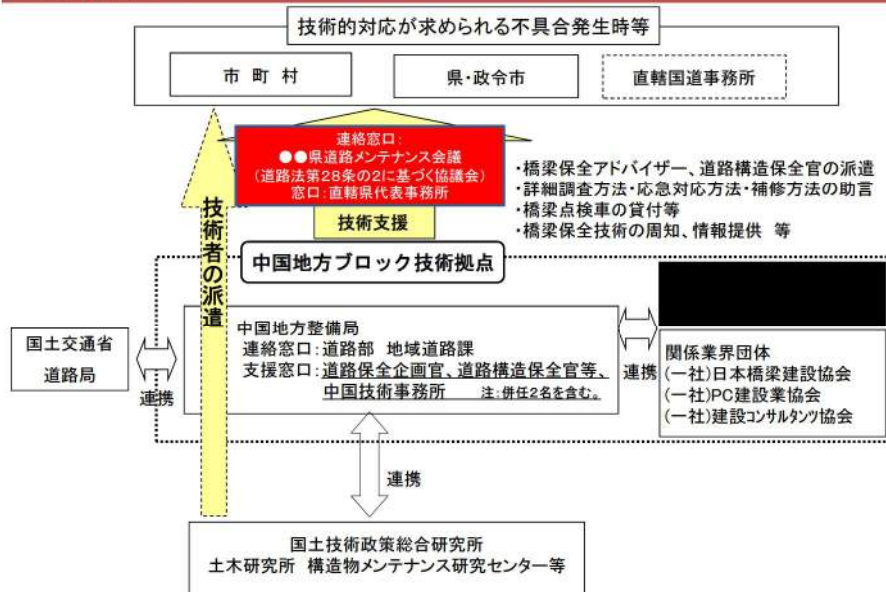 技術的対応が求められる不具合発生時等
市 町 村
県・政令市
直轄国道事務所
連絡窓口:
●●県道路メンテナンス会議
(道路法第28条の2に基づく協議会)
窓口:直轄県代表事務所
・橋梁保全アドバイザー、道路構造保全官の派遣
・詳細調査方法・応急対応方法・補修方法の助言
・橋梁点検車の貸付等
・橋梁保全技術の周知、情報提供 等
技術支援
技術者の派遣
中国地方ブロック技術拠点
国土交通省
道路局
連携
中国地方整備局
連絡窓口:道路部 地域道路課
支援窓口:道路保全企画官、道路構造保全官等、
中国技術事務所 注:併任2名を含む。
連携
関係業界団体
(一社)日本橋梁建設協会
(一社)PC建設業協会
(一社)建設コンサルタンツ協会
連携
国土技術政策総合研究所
土木研究所 構造物メンテナンス研究センター等